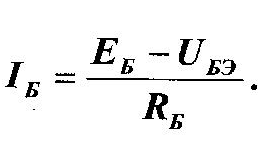 I_Б = (E_Б − U_БЭ) / R_Б.